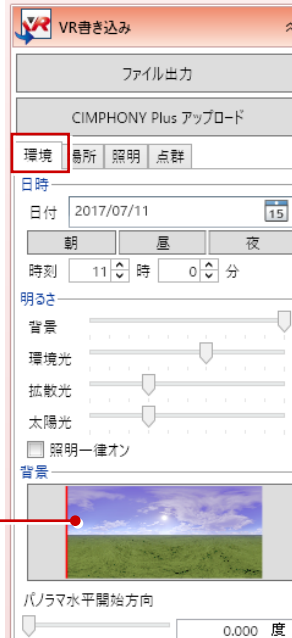 VR VR書き込み
ファイル出力
CIMPHONY Plus アップロード
環境 場所 照明 点群
日時
日付 2017/07/11 15
朝 昼 夜
時刻 11 時 0 分
明るさ
背景
環境光
拡散光
太陽光
照明一律オン
背景
パノラマ水平開始方向
0.000 度